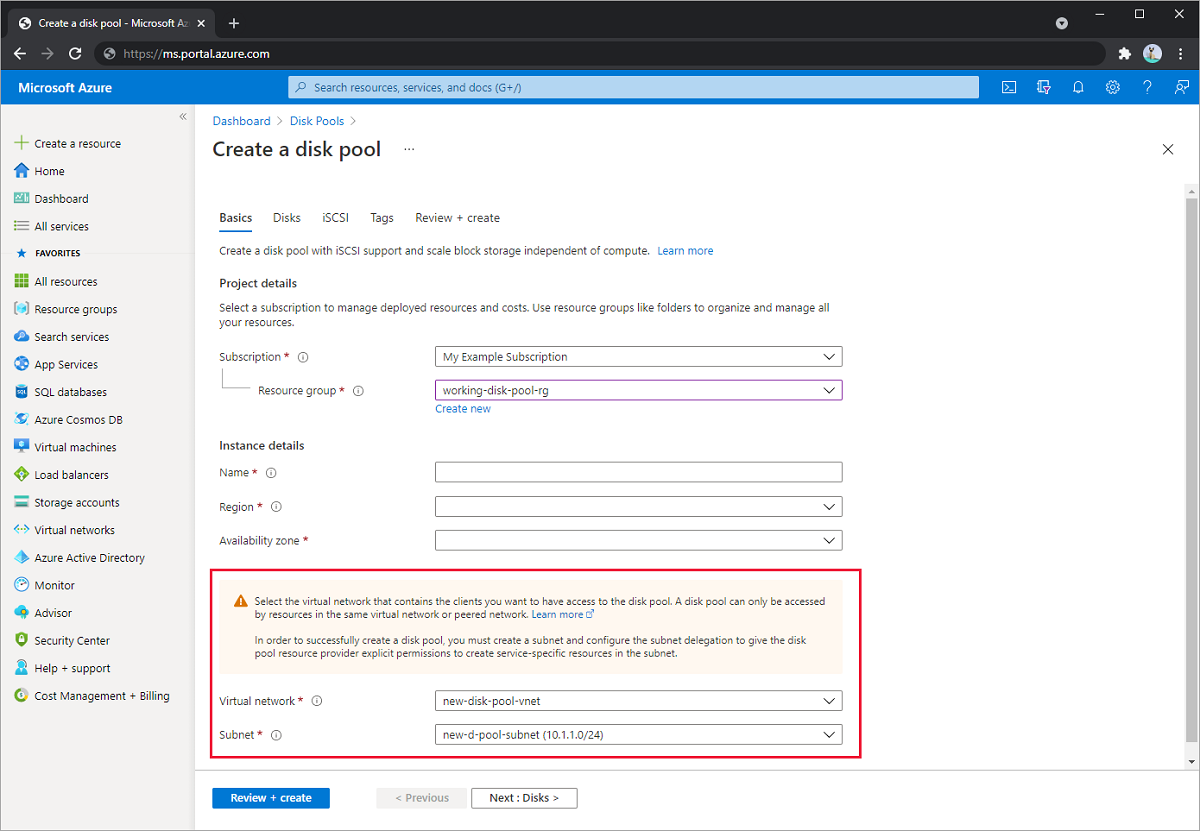 Create a disk pool - Microsoft Az
https://ms.portal.azure.com
Microsoft Azure
Search resources, services, and docs (G+/)
Create a resource
Home
Dashboard
All services
FAVORITES
All resources
Resource groups
Search services
App Services
SQL databases
Azure Cosmos DB
Virtual machines
Load balancers
Storage accounts
Virtual networks
Azure Active Directory
Monitor
Advisor
Security Center
Help + support
Cost Management + Billing
Dashboard > Disk Pools >
Create a disk pool ...
Basics Disks iSCSI Tags Review + create
Create a disk pool with iSCSI support and scale block storage independent of compute. Learn more
Project details
Select a subscription to manage deployed resources and costs. Use resource groups like folders to organize and manage all
your resources.
Subscription * My Example Subscription
Resource group * working-disk-pool-rg
Create new
Instance details
Name *
Region *
Availability zone *
Select the virtual network that contains the clients you want to have access to the disk pool. A disk pool can only be accessed
by resources in the same virtual network or peered network. Learn more
In order to successfully create a disk pool, you must create a subnet and configure the subnet delegation to give the disk
pool resource provider explicit permissions to create service-specific resources in the subnet.
Virtual network * new-disk-pool-vnet
Subnet * new-d-pool-subnet (10.1.1.0/24)
Review + create < Previous Next : Disks >